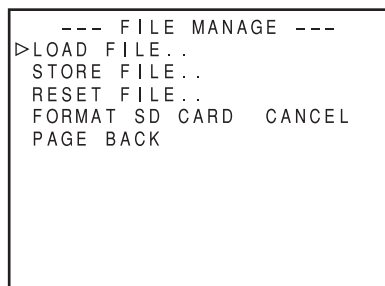 --- FILE MANAGE ---
▷LOAD FILE..
STORE FILE..
RESET FILE..
FORMAT SD CARD CANCEL
PAGE BACK